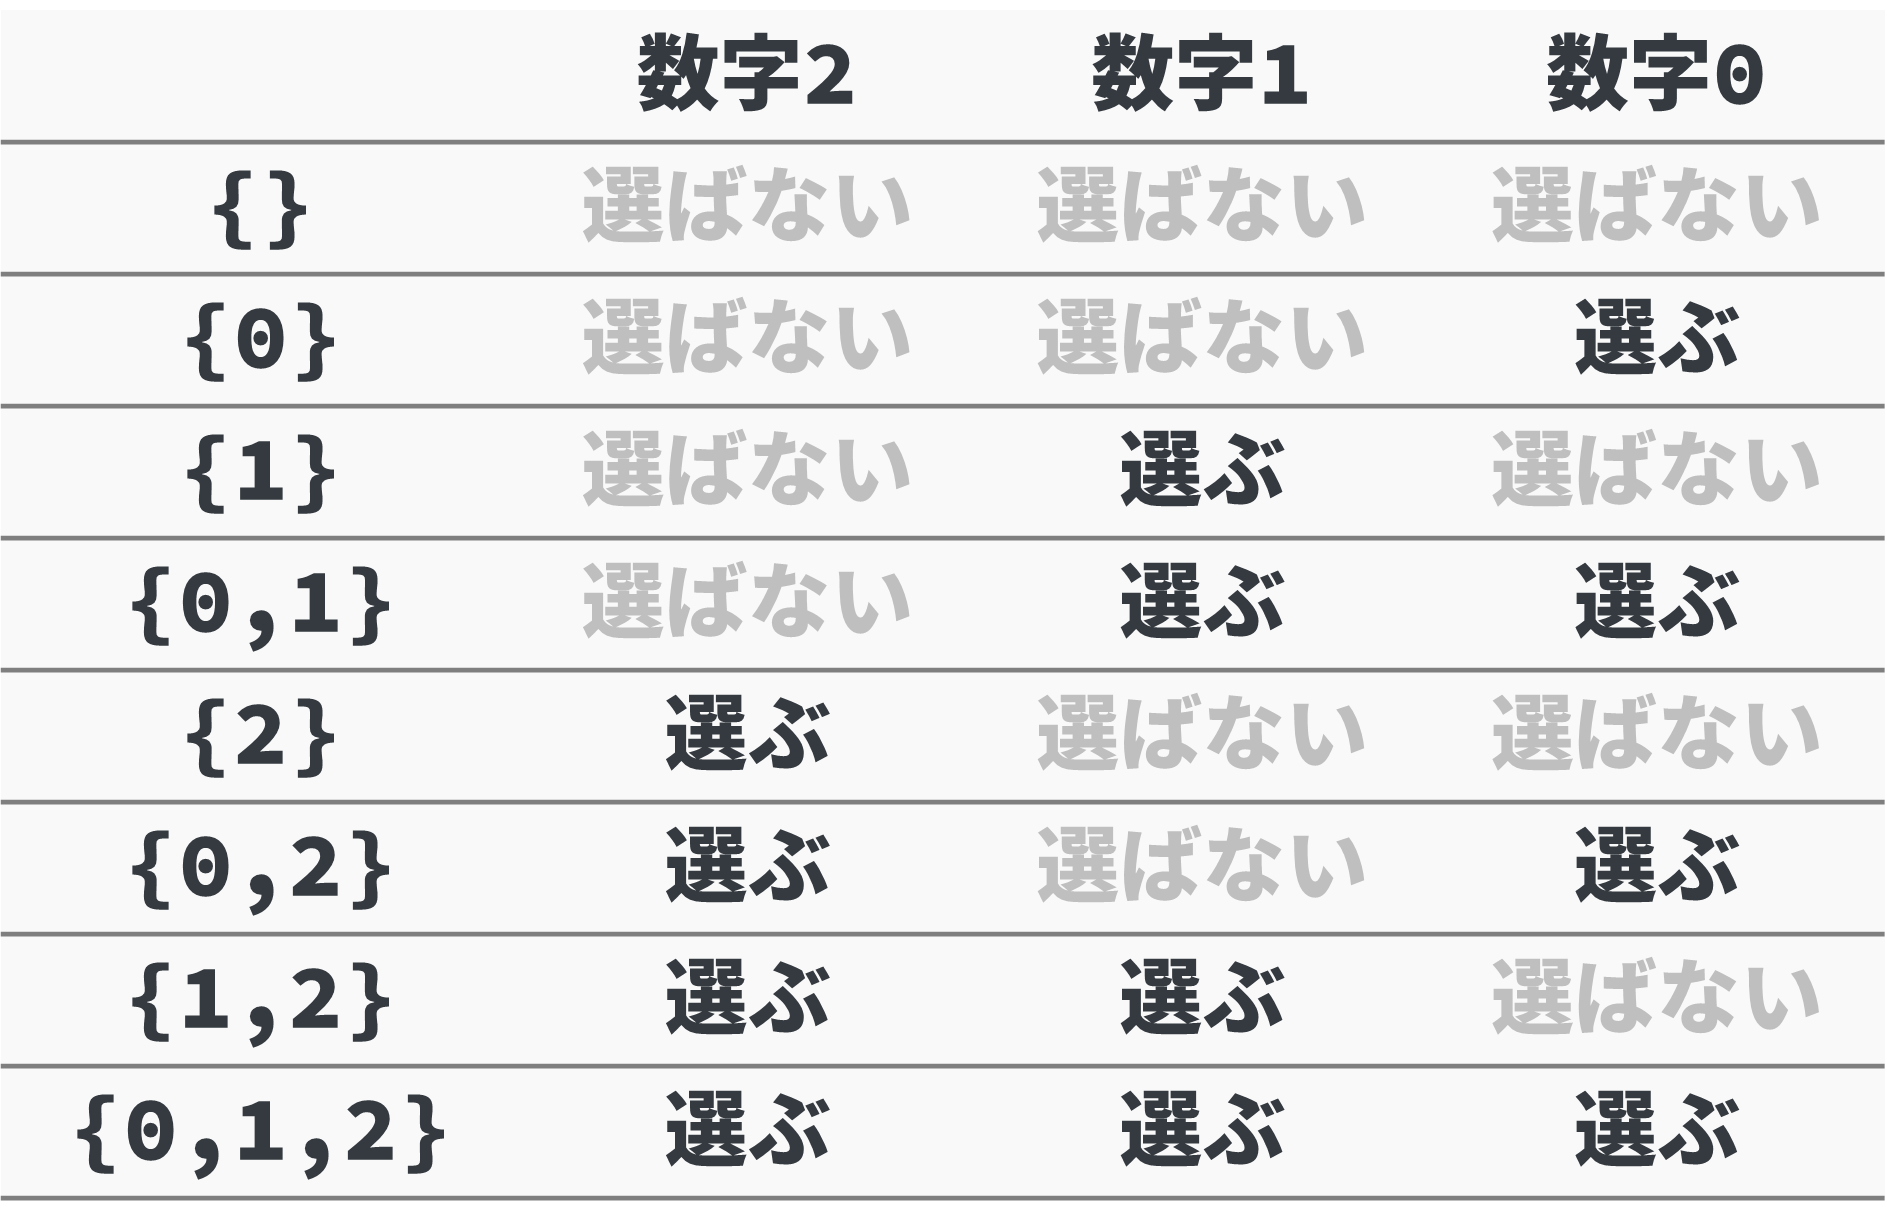 数字2 数字1 数字0
{} 選ばない 選ばない 選ばない
{0} 選ばない 選ばない 選ぶ
{1} 選ばない 選ぶ 選ばない
{0,1} 選ばない 選ぶ 選ぶ
{2} 選ぶ 選ばない 選ばない
{0,2} 選ぶ 選ばない 選ぶ
{1,2} 選ぶ 選ぶ 選ばない
{0,1,2} 選ぶ 選ぶ 選ぶ